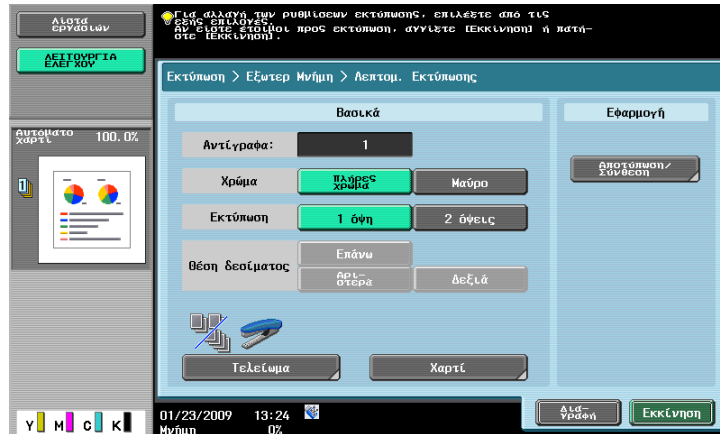 Λίστα
εργασιών
ΛΕΙΤΟΥΡΓΙΑ
ΕΛΕΓΧΟΥ
Για αλλαγή των ρυθμίσεων εκτύπωσης, επιλέξτε από τις
εξής επιλογές.
Αν είστε έτοιμοι προς εκτύπωση, αγγίξτε [Εκκίνηση] ή πατή-
στε [Εκκίνηση].
Εκτύπωση > Εξωτερ Μνήμη > Λεπτομ. Εκτύπωσης
Βασικά
Εφαρμογή
Αυτόματο
χαρτί
100.0%
Αντίγραφα:
1
Χρώμα
Πλήρες
χρώμα
Μαύρο
Αποτύπωση/
Σύνθεση
Εκτύπωση
1 όψη
2 όψεις
Θέση δεσίματος
Επάνω
Αρι-
στερά
Δεξιά
Τελείωμα
Χαρτί
Y M C K
01/23/2009 13:24
Μνήμη 0%
Δια-
γραφή
Εκκίνηση